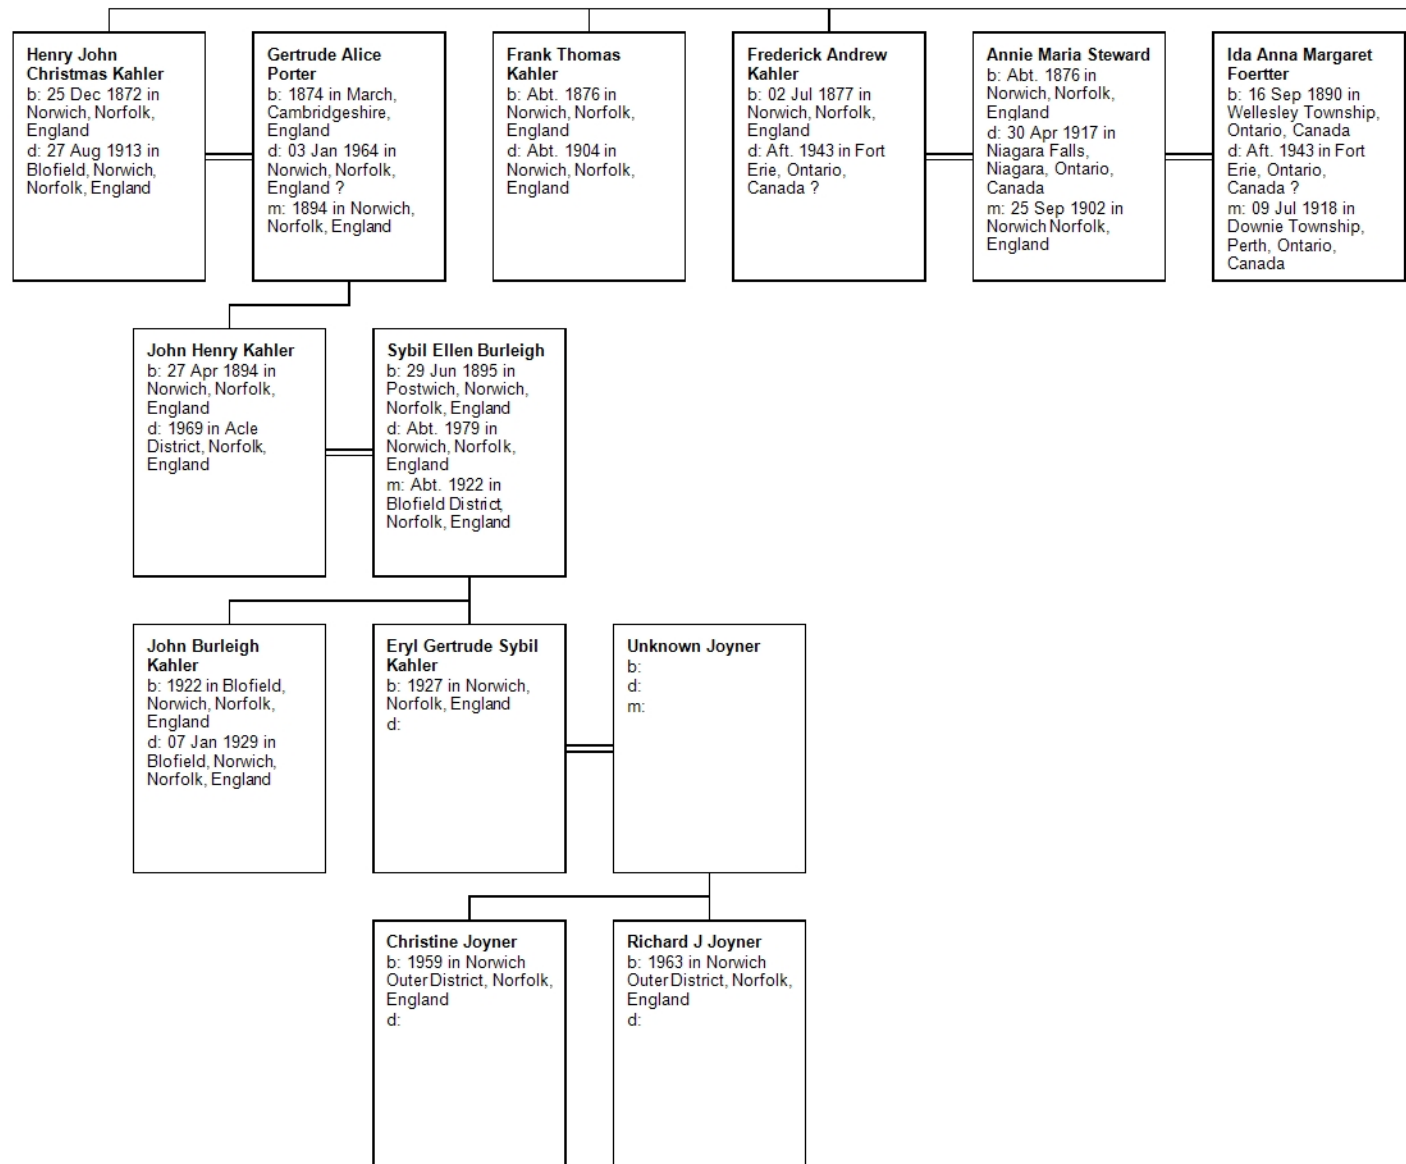 Henry John
Christmas Kahler
b: 25 Dec 1872 in
Norwich, Norfolk,
England
d: 27 Aug 1913 in
Blofield, Norwich,
Norfolk, England
Gertrude Alice
Porter
b: 1874 in March,
Cambridgeshire,
England
d: 03 Jan 1964 in
Norwich, Norfolk,
England ?
m: 1894 in Norwich,
Norfolk, England
Frank Thomas
Kahler
b: Abt. 1876 in
Norwich, Norfolk,
England
d: Abt. 1904 in
Norwich, Norfolk,
England
Frederick Andrew
Kahler
b: 02 Jul 1877 in
Norwich, Norfolk,
England
d: Aft. 1943 in Fort
Erie, Ontario,
Canada ?
Annie Maria Steward
b: Abt. 1876 in
Norwich, Norfolk,
England
d: 30 Apr 1917 in
Niagara Falls,
Niagara, Ontario,
Canada
m: 25 Sep 1902 in
Norwich Norfolk,
England
Ida Anna Margaret
Foertter
b: 16 Sep 1890 in
Wellesley Township,
Ontario, Canada
d: Aft. 1943 in Fort
Erie, Ontario,
Canada ?
m: 09 Jul 1918 in
Downie Township,
Perth, Ontario,
Canada
John Henry Kahler
b: 27 Apr 1894 in
Norwich, Norfolk,
England
d: 1969 in Acle
District, Norfolk,
England
Sybil Ellen Burleigh
b: 29 Jun 1895 in
Postwich, Norwich,
Norfolk, England
d: Abt. 1979 in
Norwich, Norfolk,
England
m: Abt. 1922 in
Blofield District,
Norfolk, England
John Burleigh
Kahler
b: 1922 in Blofield,
Norwich, Norfolk,
England
d: 07 Jan 1929 in
Blofield, Norwich,
Norfolk, England
Eryl Gertrude Sybil
Kahler
b: 1927 in Norwich,
Norfolk, England
d:
Unknown Joyner
b:
d:
m:
Christine Joyner
b: 1959 in Norwich
Outer District, Norfolk,
England
d:
Richard J Joyner
b: 1963 in Norwich
Outer District, Norfolk,
England
d: